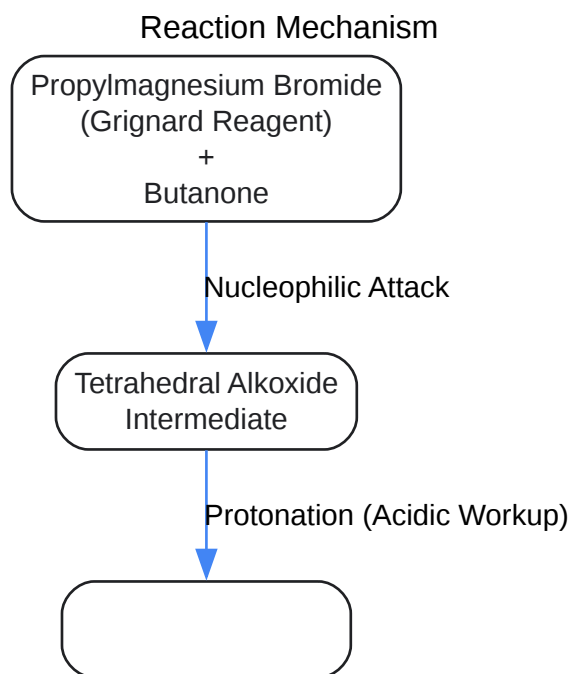 Reaction Mechanism
Propylmagnesium Bromide
(Grignard Reagent)
+
Butanone
Nucleophilic Attack
Tetrahedral Alkoxide
Intermediate
Protonation (Acidic Workup)